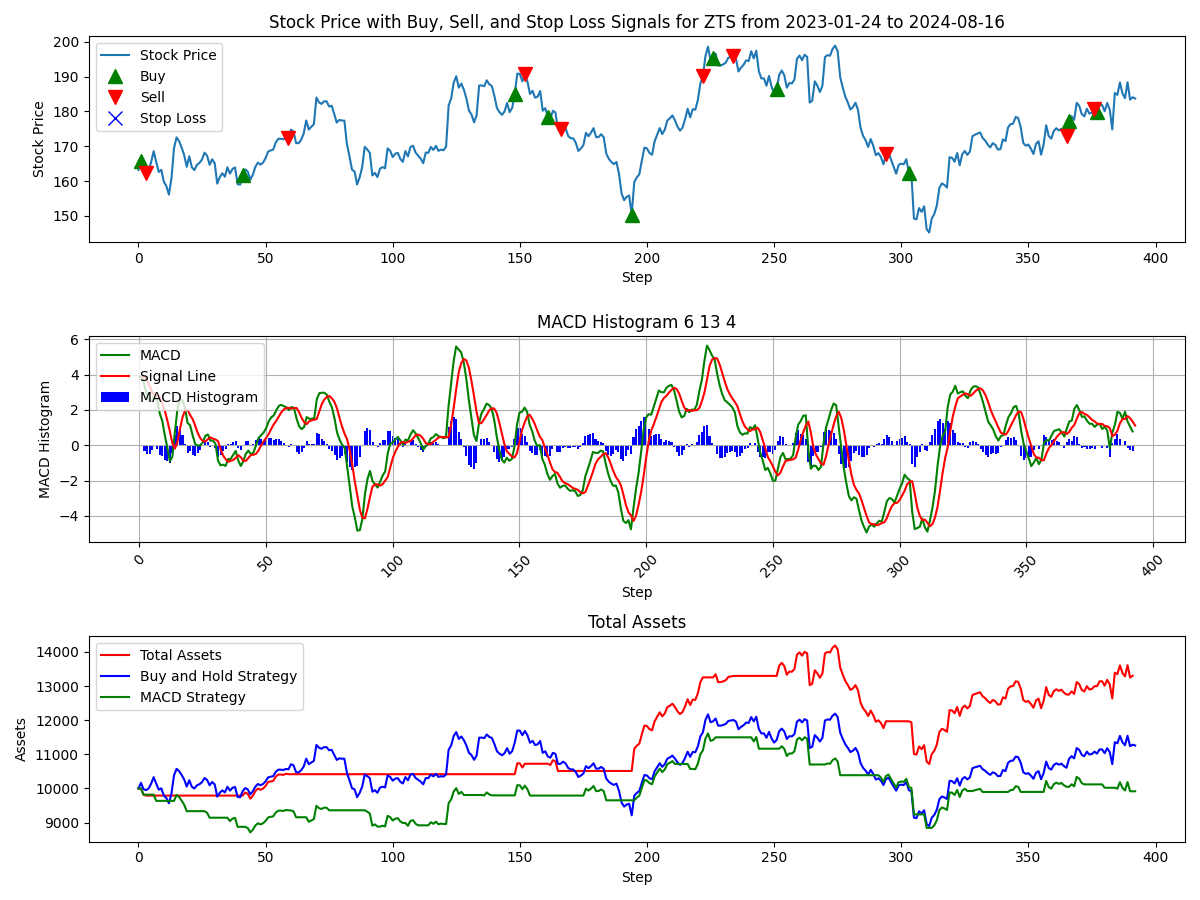 Stock Price with Buy, Sell, and Stop Loss Signals for ZTS from 2023-01-24 to 2024-08-16
Stock Price
200
190
180
170
160
150
Stock Price
Buy
Sell
Stop Loss
0 50 100 150 200 250 300 350 400
Step
MACD Histogram 6 13 4
MACD Histogram
6
4
2
0
−2
−4
MACD
Signal Line
MACD Histogram
0 50 100 150 200 250 300 350 400
Step
Total Assets
Assets
14000
13000
12000
11000
10000
9000
Total Assets
Buy and Hold Strategy
MACD Strategy
0 50 100 150 200 250 300 350 400
Step